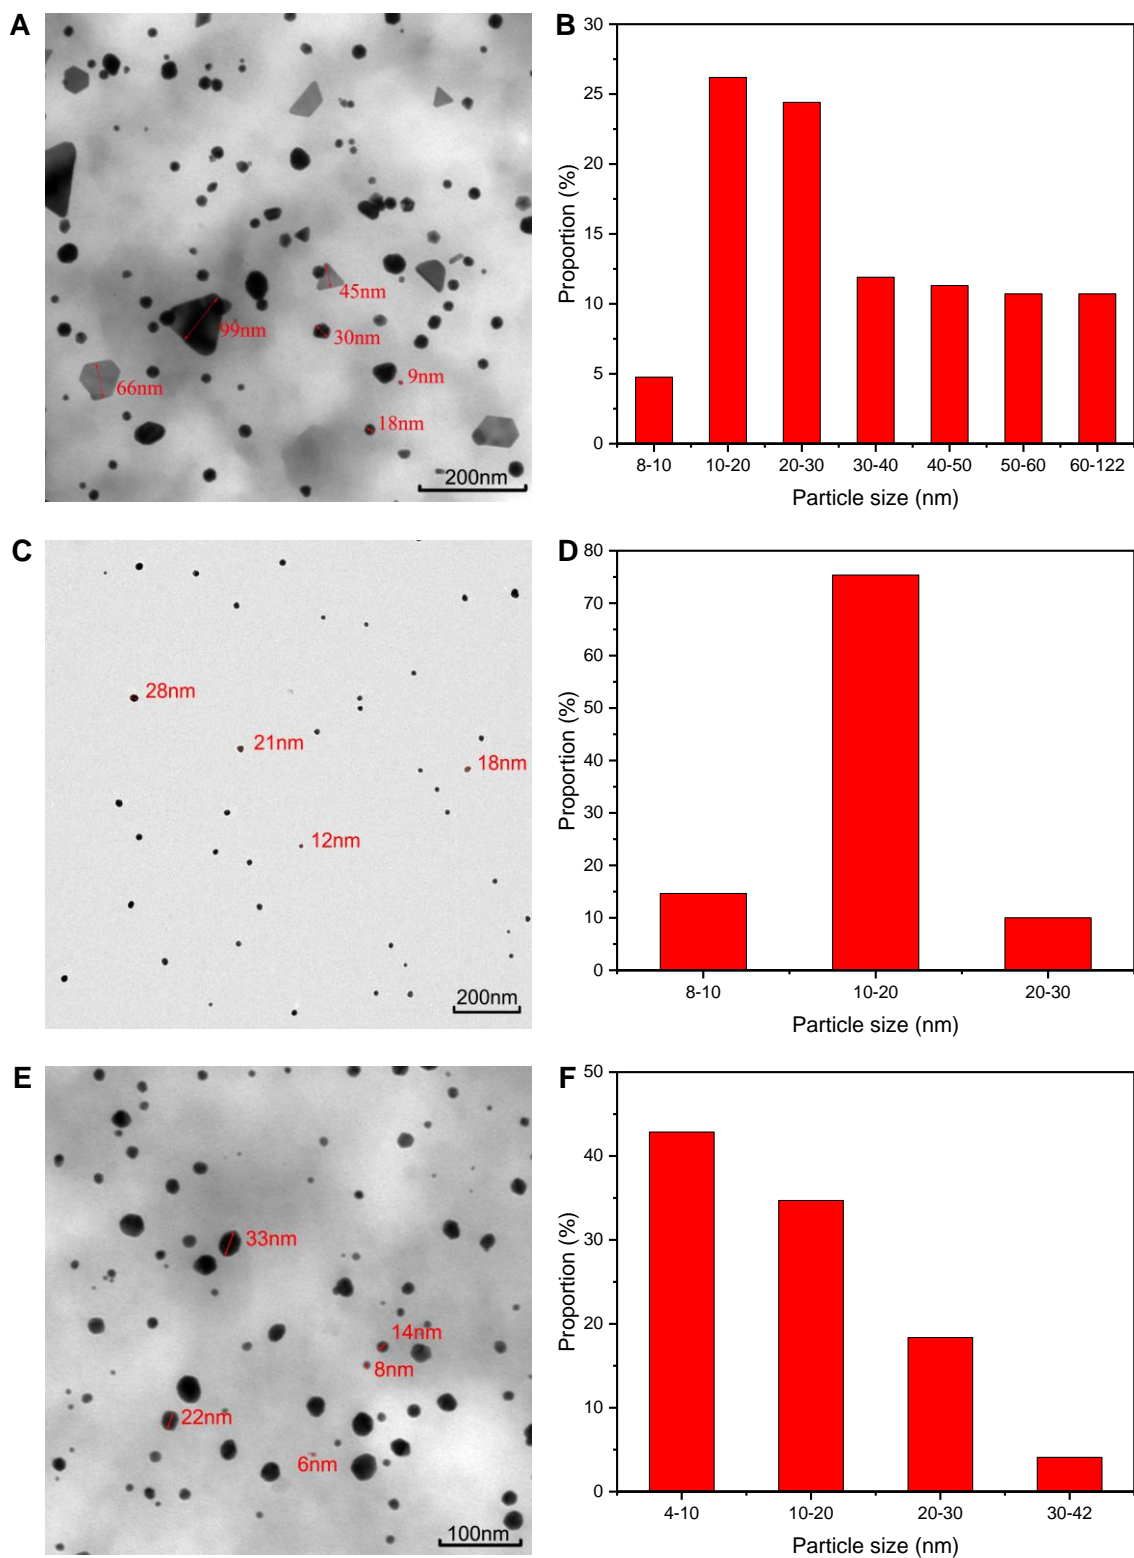 A
45nm
99nm
30nm
9nm
66nm
18nm
200nm
B
30
25
20
15
10
5
0
Proportion (%)
8-10 10-20 20-30 30-40 40-50 50-60 60-122
Particle size (nm)
C
28nm
21nm
18nm
12nm
200nm
D
80
70
60
50
40
30
20
10
0
Proportion (%)
8-10 10-20 20-30
Particle size (nm)
E
33nm
14nm
8nm
22nm
6nm
100nm
F
50
40
30
20
10
0
Proportion (%)
4-10 10-20 20-30 30-42
Particle size (nm)